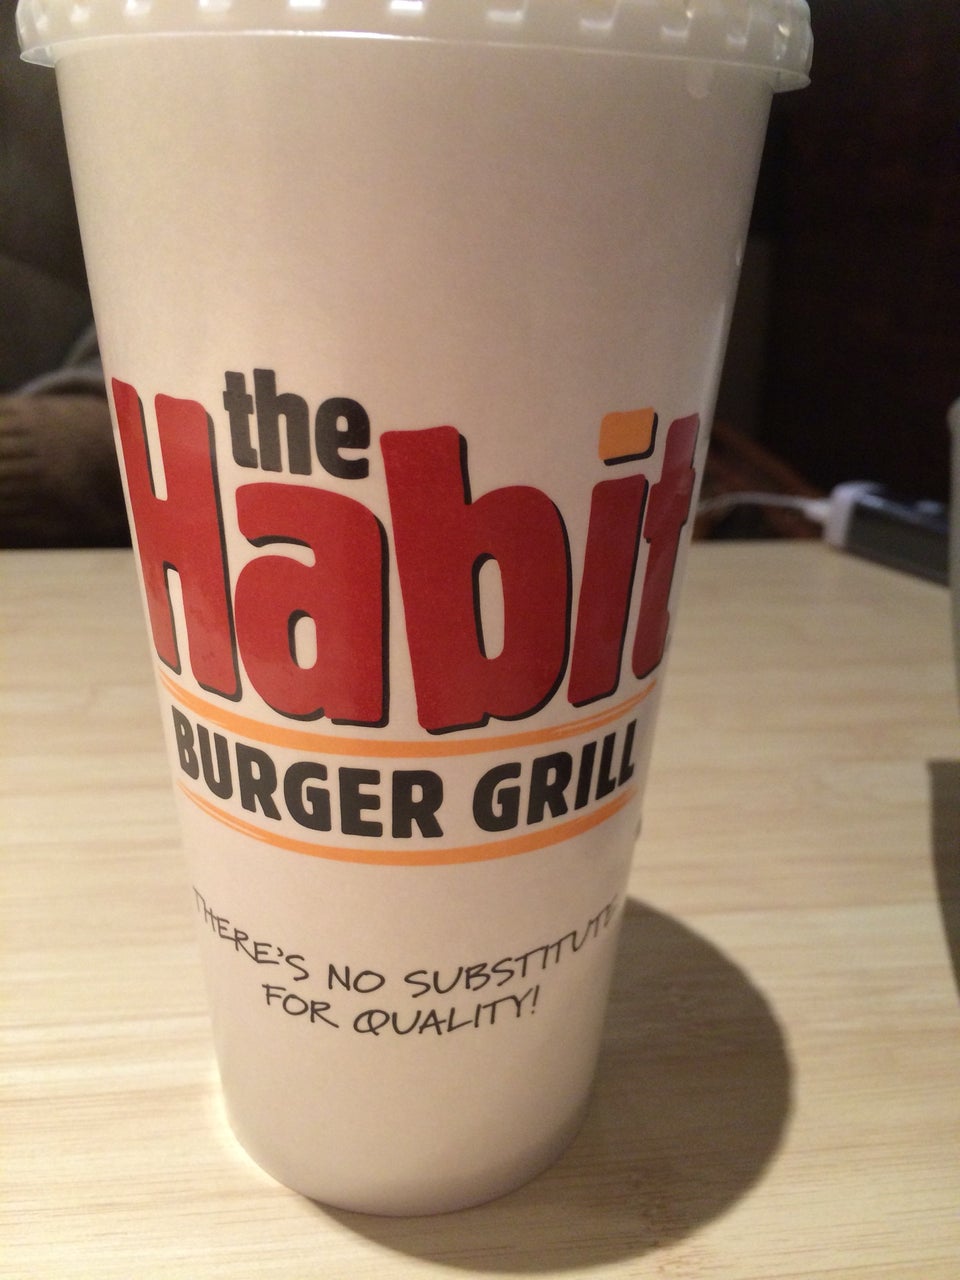 the
Habit
BURGER GRILL
THERE'S NO SUBSTITUTE
FOR QUALITY!